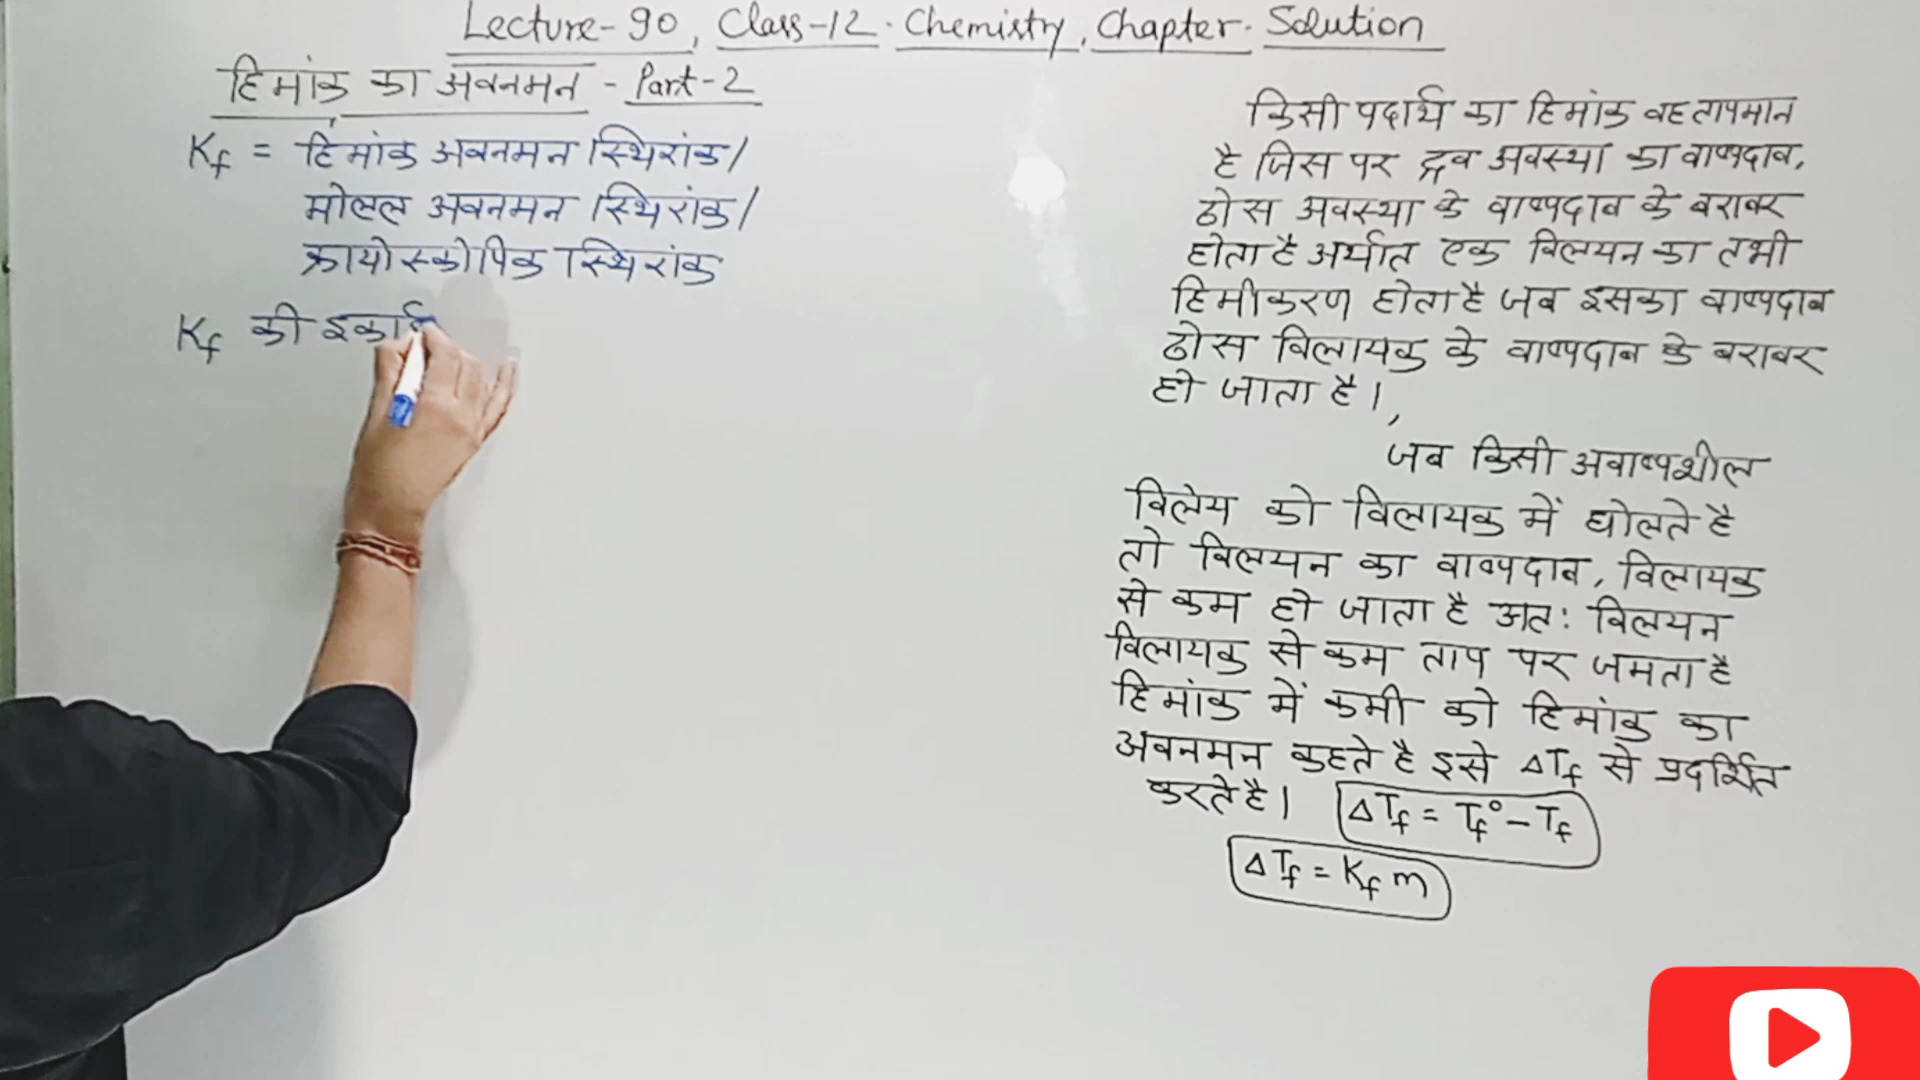 Lecture-90, Class-12. Chemistry, Chapter. Solution
हिमांक का अवनमन - Part-2
Kf = हिमांक अवनमन स्थिरांक/
मोलल अवनमन स्थिरांक/
क्रायोस्कोपिक स्थिरांक
Kf की इकाई
किसी पदार्थ का हिमांक वह तापमान
है जिस पर द्रव अवस्था का वाष्पदाब,
ठोस अवस्था के वाष्पदाब के बराबर
होता है अर्थात एक विलयन का तभी
हिमीकरण होता है जब इसका वाष्पदाब
ठोस विलायक के वाष्पदाब के बराबर
हो जाता है।,
जब किसी अवाष्पशील
विलेय को विलायक में घोलते है
तो विलयन का वाष्पदाब, विलायक
से कम हो जाता है अतः विलयन
विलायक से कम ताप पर जमता है
हिमांक में कमी को हिमांक का
अवनमन कहते है इसे ΔTf से प्रदर्शित
करते है। ΔTf = Tf° - Tf
ΔTf = Kf m